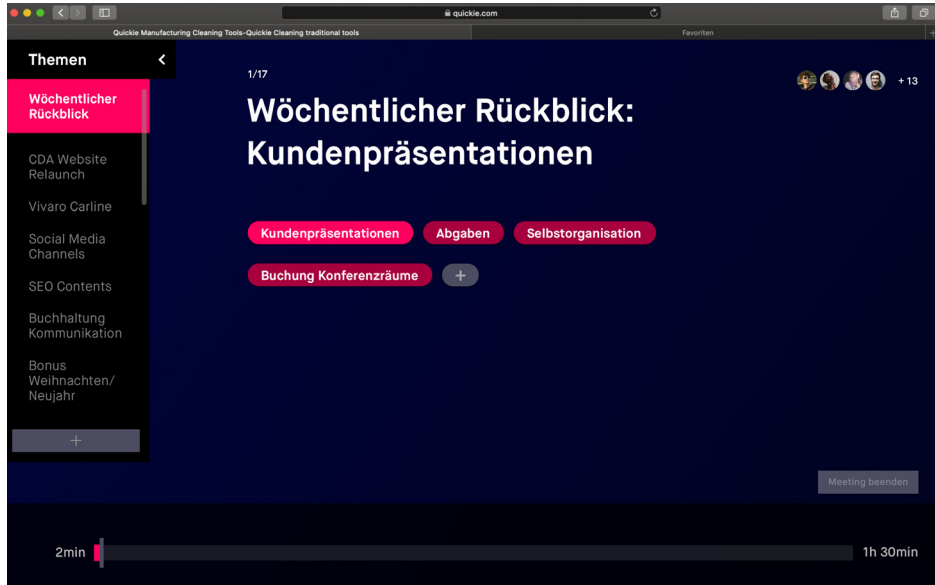 quickie.com
Quickie Manufacturing Cleaning Tools-Quickie Cleaning traditional tools
Favoriten
Themen
Wöchentlicher
Rückblick
CDA Website
Relaunch
Vivaro Carline
Social Media
Channels
SEO Contents
Buchhaltung
Kommunikation
Bonus
Weihnachten/
Neujahr
+
1/17
+ 13
Wöchentlicher Rückblick:
Kundenpräsentationen
Kundenpräsentationen Abgaben Selbstorganisation
Buchung Konferenzräume +
Meeting beenden
2min 1h 30min